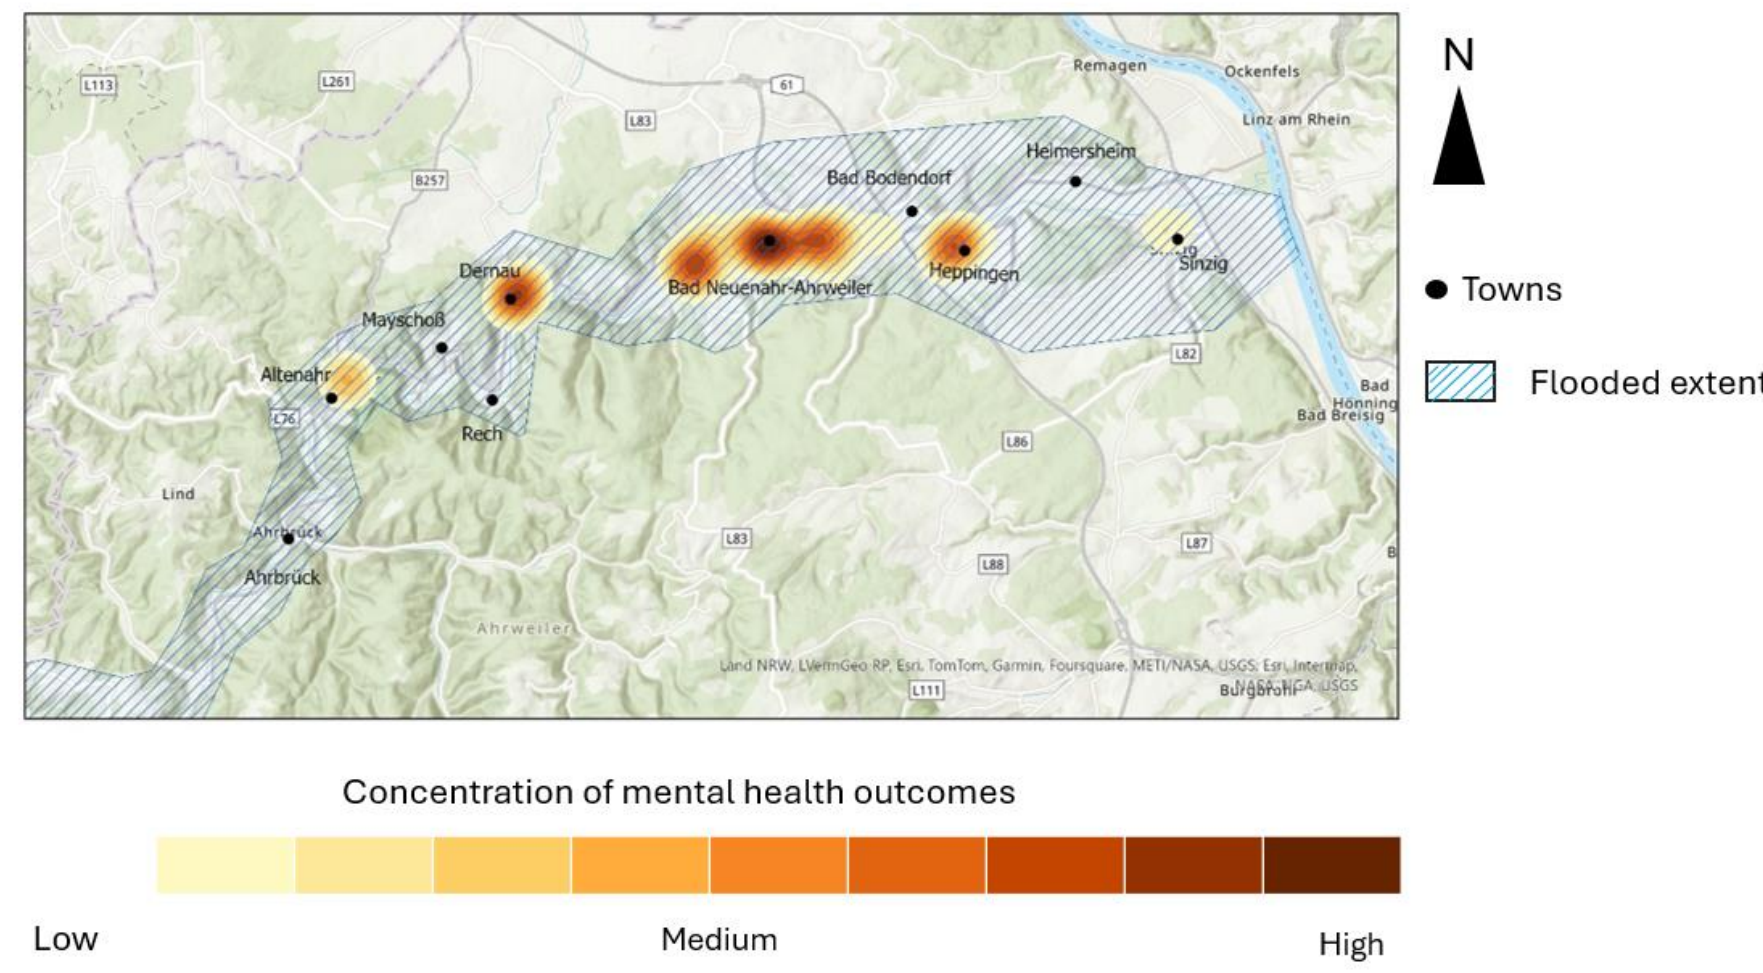 Remagen
Ockenfels
N
L113
L261
61
L83
Linz am Rhein
Heimersheim
B257
Bad Bodendorf
Sinzig
Dernau
Heppingen
Bad Neuenahr-Ahrweiler
Towns
Mayschoß
L82
Altenahr
Flooded extent
Bad
Hönning
Bad Breisig
L76
Rech
L86
Lind
Ahrbrück
L83
L87
B
L88
Ahrbrück
Ahrweiler
Land NRW, LVermGeo RP, Esri, TomTom, Garmin, Foursquare, METI/NASA, USGS; Esri, Intermap,
NASA, NGA, USGS
L111
Concentration of mental health outcomes
Low
Medium
High